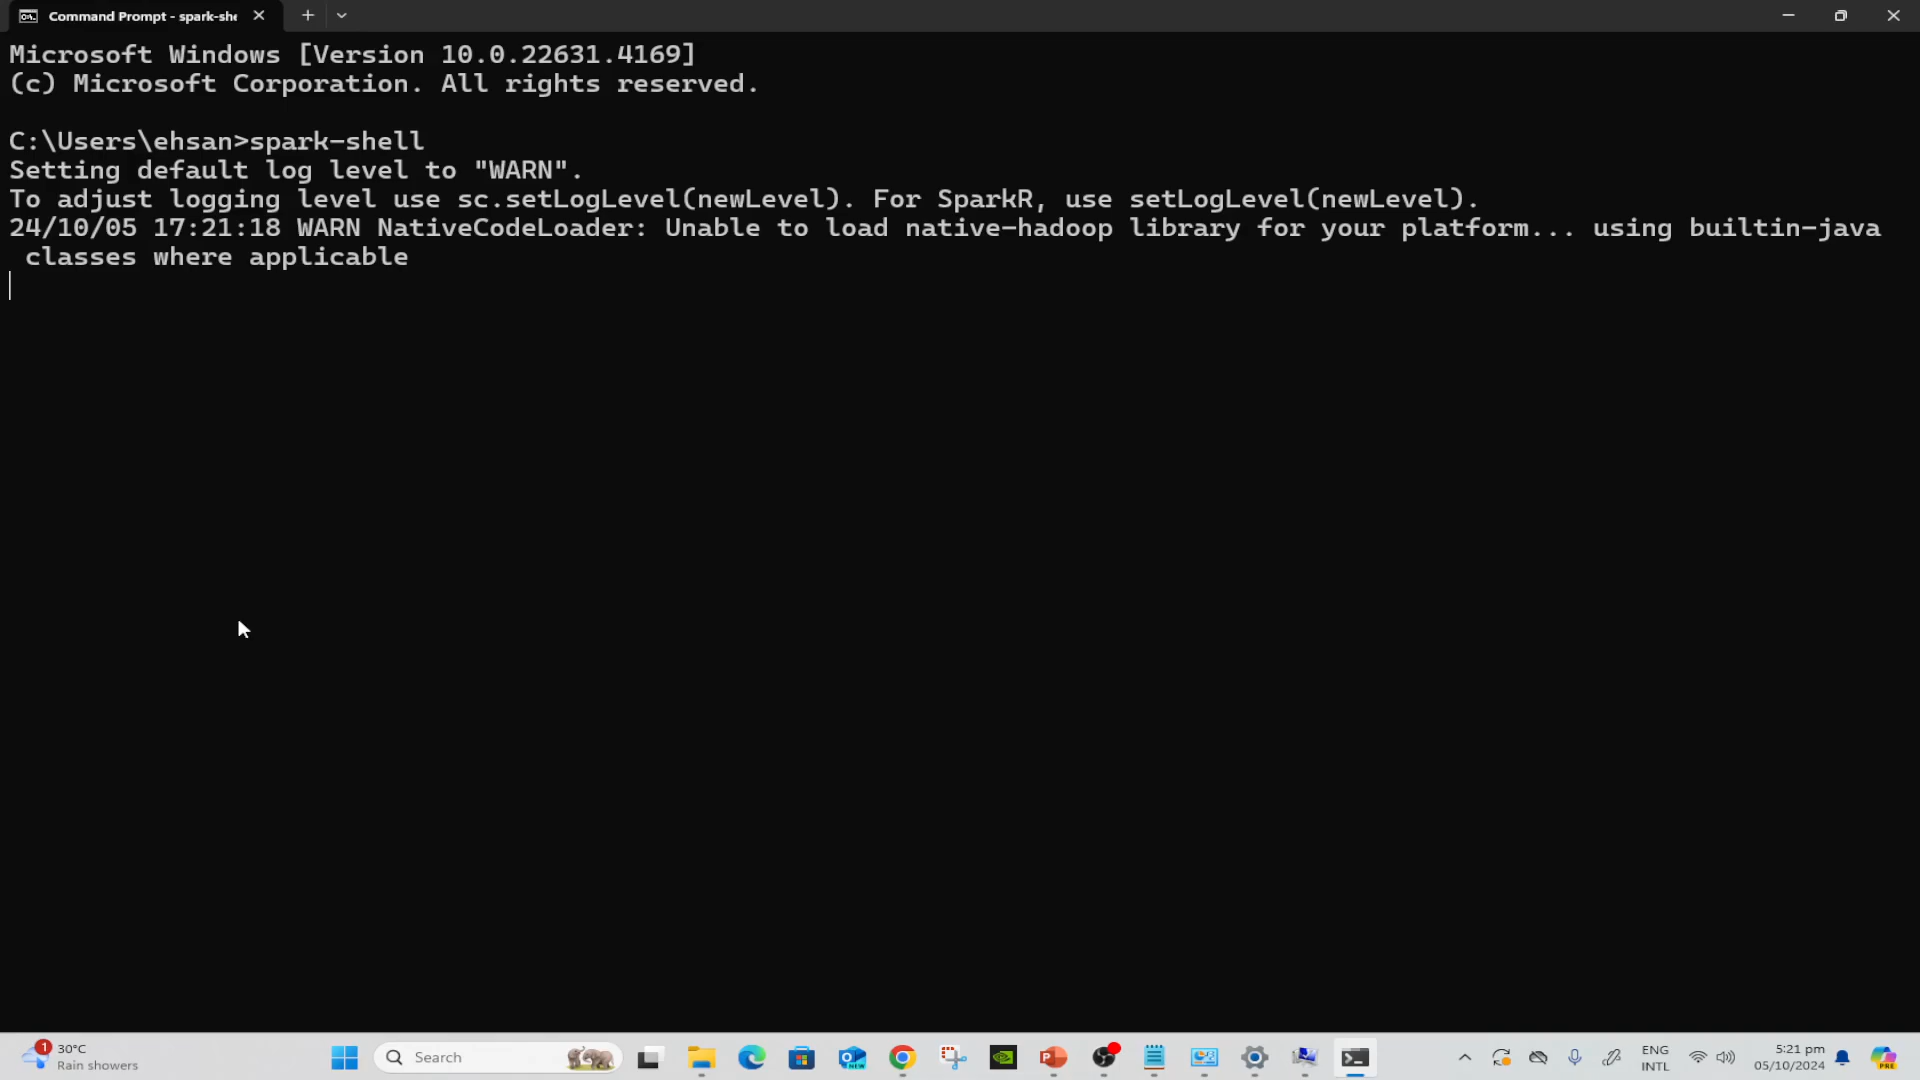 Command Prompt - spark-she
Microsoft Windows [Version 10.0.22631.4169]
(c) Microsoft Corporation. All rights reserved.
C:\Users\ehsan>spark-shell
Setting default log level to "WARN".
To adjust logging level use sc.setLogLevel(newLevel). For SparkR, use setLogLevel(newLevel).
24/10/05 17:21:18 WARN NativeCodeLoader: Unable to load native-hadoop library for your platform... using builtin-java
classes where applicable
1
30°C
Rain showers
Search
NEW
ENG
INTL
5:21 pm
05/10/2024
PRE